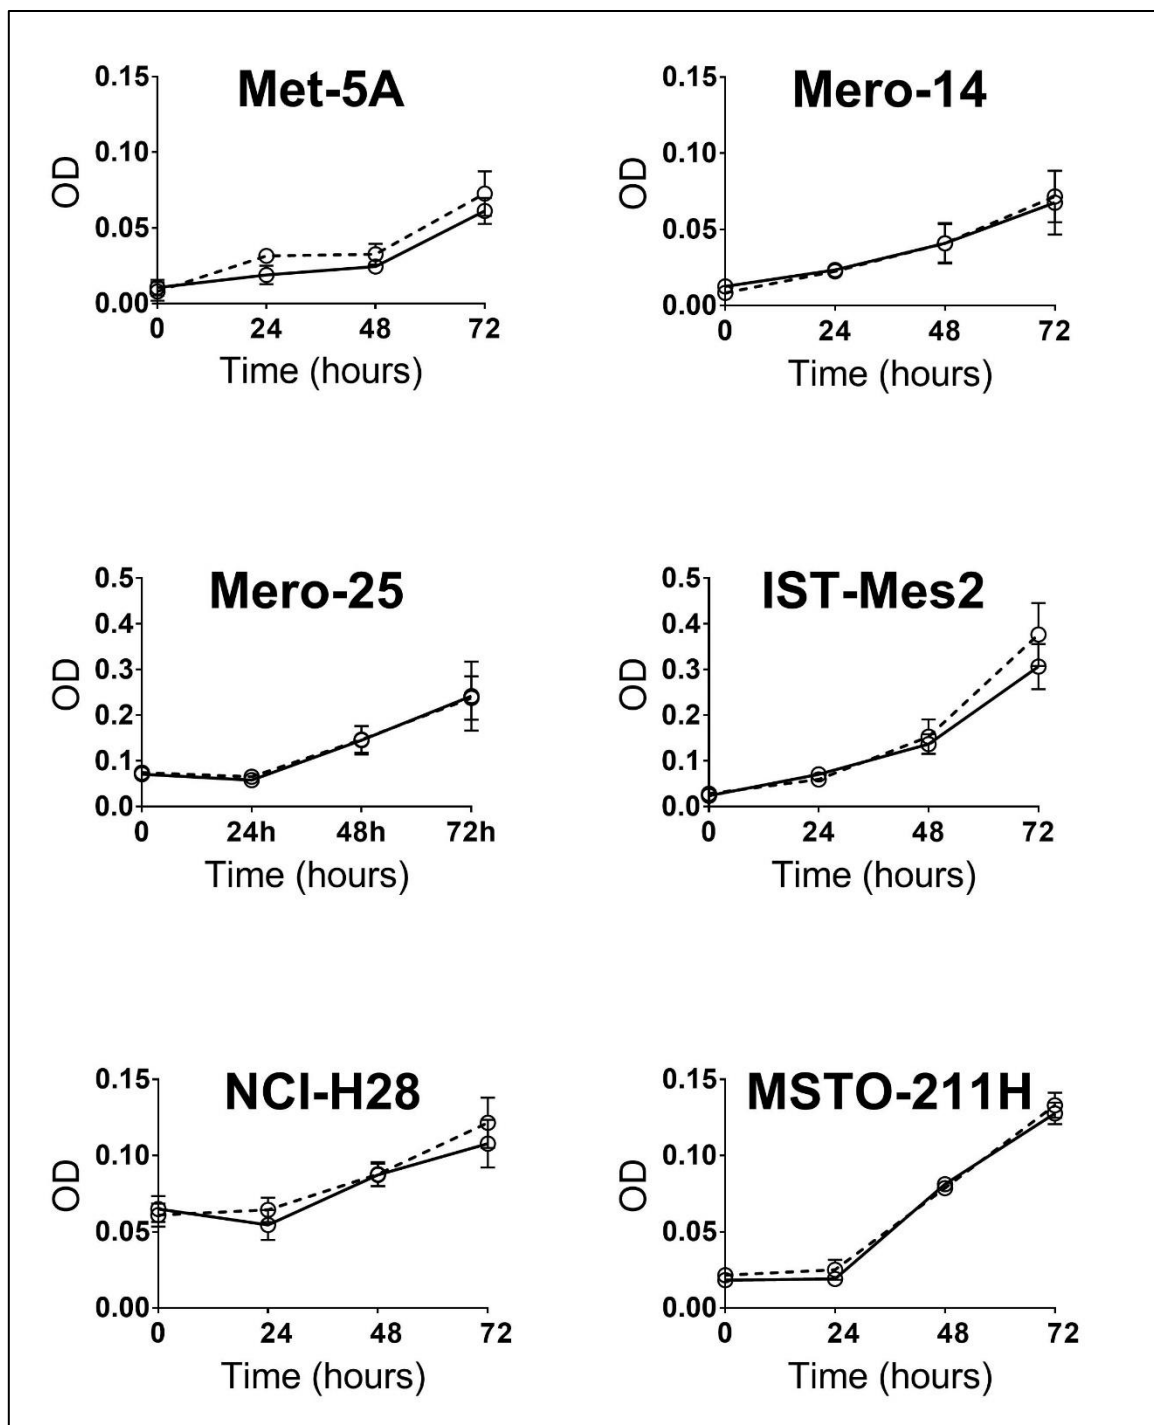 Met-5A
0.15
0.10
0.05
0.00
OD
0 24 48 72
Time (hours)
Mero-14
0.15
0.10
0.05
0.00
OD
0 24 48 72
Time (hours)
Mero-25
0.5
0.4
0.3
0.2
0.1
0.0
OD
0 24h 48h 72h
Time (hours)
IST-Mes2
0.5
0.4
0.3
0.2
0.1
0.0
OD
0 24 48 72
Time (hours)
NCI-H28
0.15
0.10
0.05
0.00
OD
0 24 48 72
Time (hours)
MSTO-211H
0.15
0.10
0.05
0.00
OD
0 24 48 72
Time (hours)